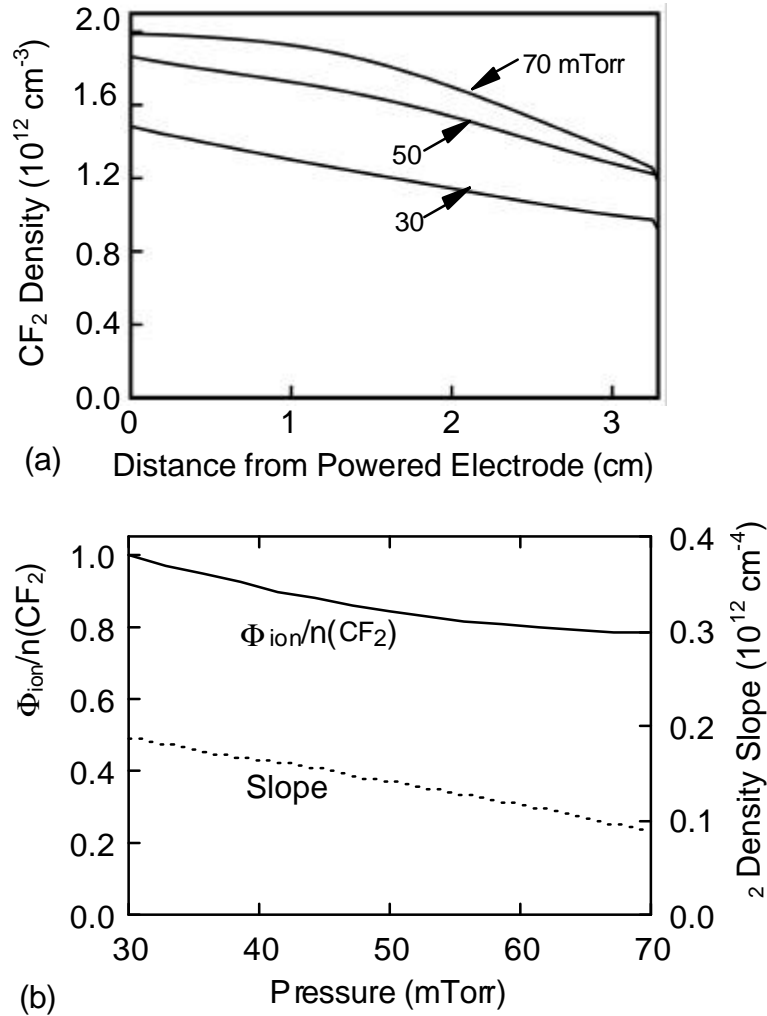 2.0
1.6
1.2
0.8
0.4
0.0
CF2 Density (10^12 cm^-3)
70 mTorr
50
30
0 1 2 3
(a) Distance from Powered Electrode (cm)
1.0
0.8
0.6
0.4
0.2
0.0
Φion/n(CF2)
Φion/n(CF2)
Slope
0.4
0.3
0.2
0.1
0.0
2 Density Slope (10^12 cm^-4)
30 40 50 60 70
(b) Pressure (mTorr)